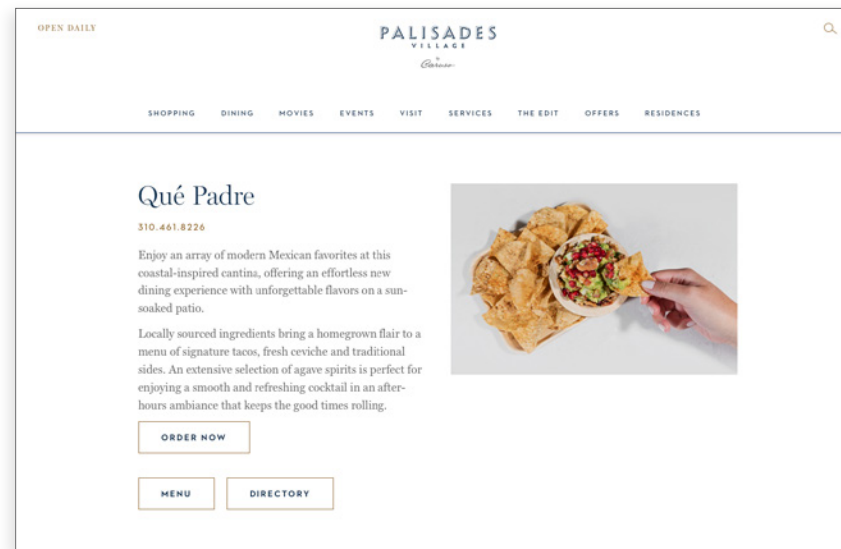 OPEN DAILY
PALISADES
VILLAGE
by
Caruso
SHOPPING DINING MOVIES EVENTS VISIT SERVICES THE EDIT OFFERS RESIDENCES
Qué Padre
310.461.8226
Enjoy an array of modern Mexican favorites at this
coastal-inspired cantina, offering an effortless new
dining experience with unforgettable flavors on a sun-
soaked patio.
Locally sourced ingredients bring a homegrown flair to a
menu of signature tacos, fresh ceviche and traditional
sides. An extensive selection of agave spirits is perfect for
enjoying a smooth and refreshing cocktail in an after-
hours ambiance that keeps the good times rolling.
ORDER NOW
MENU DIRECTORY